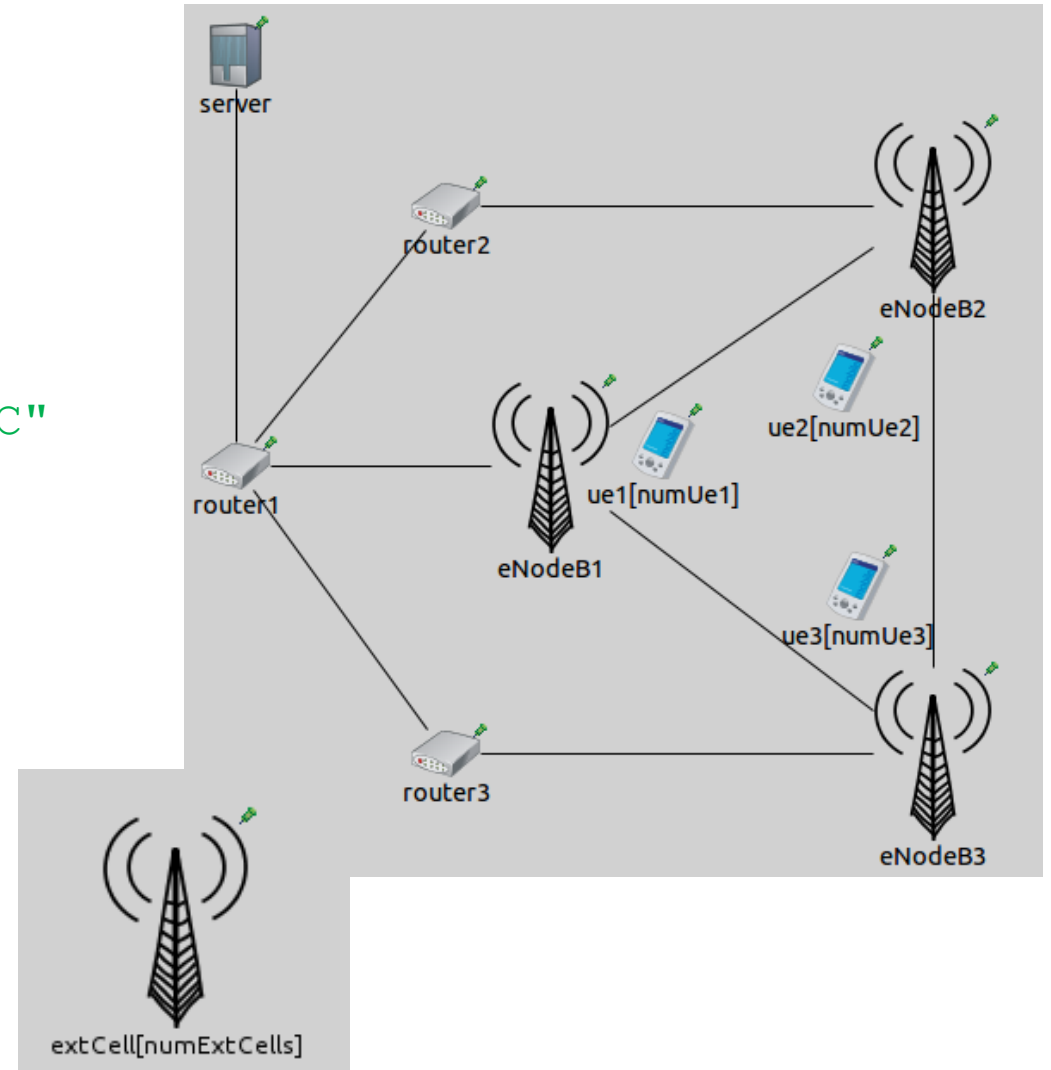 server
router2
eNodeB2
C"
ue2[numUe2]
ue1[numUe1]
router1
eNodeB1
ue3[numUe3]
router3
eNodeB3
extCell[numExtCells]